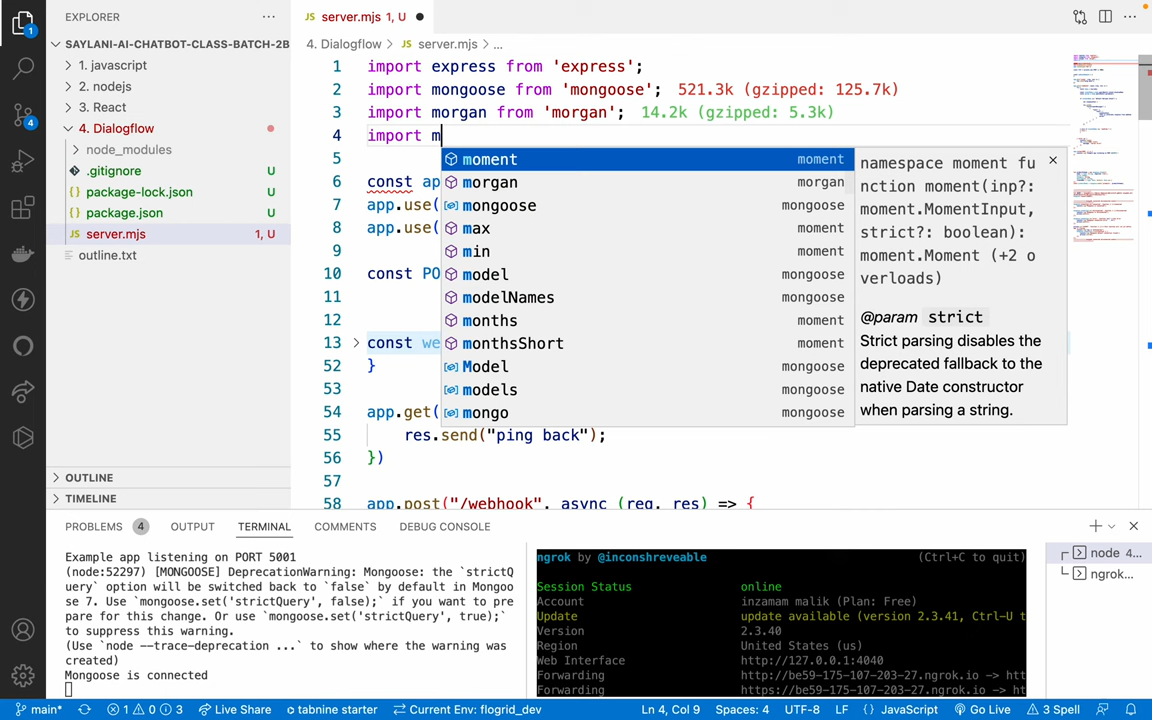 EXPLORER
SAYLANI-AI-CHATBOT-CLASS-BATCH-2B
1. javascript
2. nodejs
3. React
4. Dialogflow
node_modules
.gitignore U
package-lock.json U
package.json U
server.mjs 1, U
outline.txt
OUTLINE
TIMELINE
server.mjs 1, U
4. Dialogflow > server.mjs > ...
1 import express from 'express';
2 import mongoose from 'mongoose'; 521.3k (gzipped: 125.7k)
3 import morgan from 'morgan'; 14.2k (gzipped: 5.3k)
4 import m
5
6 const ap
7 app.use(
8 app.use(
9
10 const PO
11
12
13 const we
52 }
53
54 app.get(
55 res.send("ping back");
56 })
57
58 app.post("/webhook", async (req, res) => {
moment moment
morgan morgan
mongoose mongoose
max moment
min moment
model mongoose
modelNames mongoose
months moment
monthsShort moment
Model mongoose
models mongoose
mongo mongoose
namespace moment fu
nction moment(inp?:
moment.MomentInput,
strict?: boolean):
moment.Moment (+2 o
verloads)
@param strict
Strict parsing disables the
deprecated fallback to the
native Date constructor
when parsing a string.
PROBLEMS 4 OUTPUT TERMINAL COMMENTS DEBUG CONSOLE
Example app listening on PORT 5001
(node:52297) [MONGOOSE] DeprecationWarning: Mongoose: the `strictQ
uery` option will be switched back to `false` by default in Mongoo
se 7. Use `mongoose.set('strictQuery', false);` if you want to pre
pare for this change. Or use `mongoose.set('strictQuery', true);`
to suppress this warning.
(Use `node --trace-deprecation ...` to show where the warning was
created)
Mongoose is connected
ngrok by @inconshreveable (Ctrl+C to quit)
Session Status online
Account inzamam malik (Plan: Free)
Update update available (version 2.3.41, Ctrl-U t
Version 2.3.40
Region United States (us)
Web Interface http://127.0.0.1:4040
Forwarding http://be59-175-107-203-27.ngrok.io -> htt
Forwarding https://be59-175-107-203-27.ngrok.io -> ht
node 4...
ngrok...
1
4
main* 1 0 3 Live Share tabnine starter Current Env: flogrid_dev Ln 4, Col 9 Spaces: 4 UTF-8 LF {} JavaScript Go Live 3 Spell